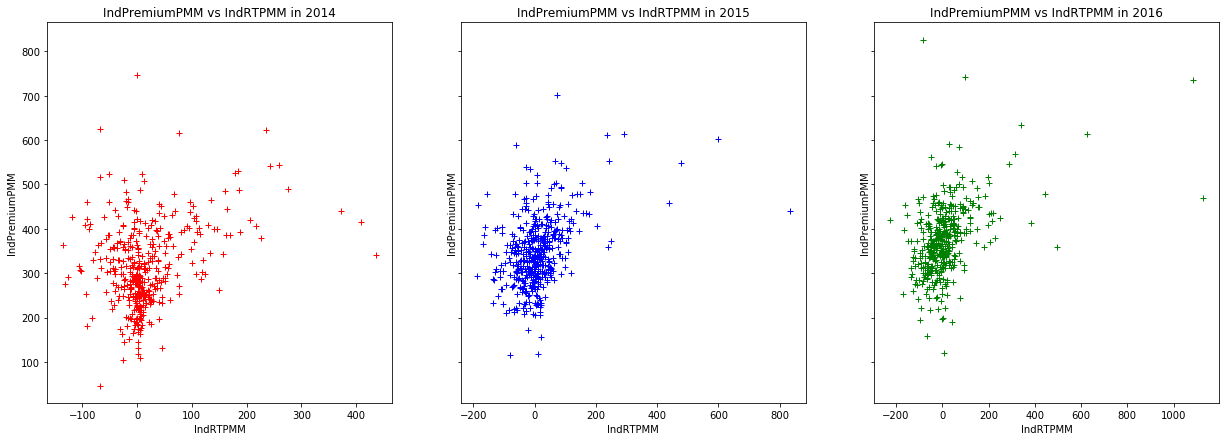 IndPremiumPMM vs IndRTPMM in 2014
800
700
600
500
400
300
200
100
IndPremiumPMM
−100 0 100 200 300 400
IndRTPMM
IndPremiumPMM vs IndRTPMM in 2015
IndPremiumPMM
−200 0 200 400 600 800
IndRTPMM
IndPremiumPMM vs IndRTPMM in 2016
IndPremiumPMM
−200 0 200 400 600 800 1000
IndRTPMM